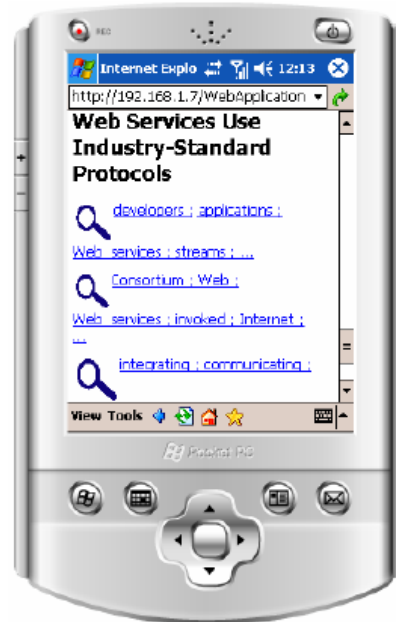 REC
Internet Explo 12:13
http://192.168.1.7/WebApplication
Web Services Use
Industry-Standard
Protocols
developers ; applications ;
Web services ; streams ; ...
Consortium ; Web ;
Web services ; invoked ; Internet ;
...
integrating ; communicating ;
View Tools
Pocket PC